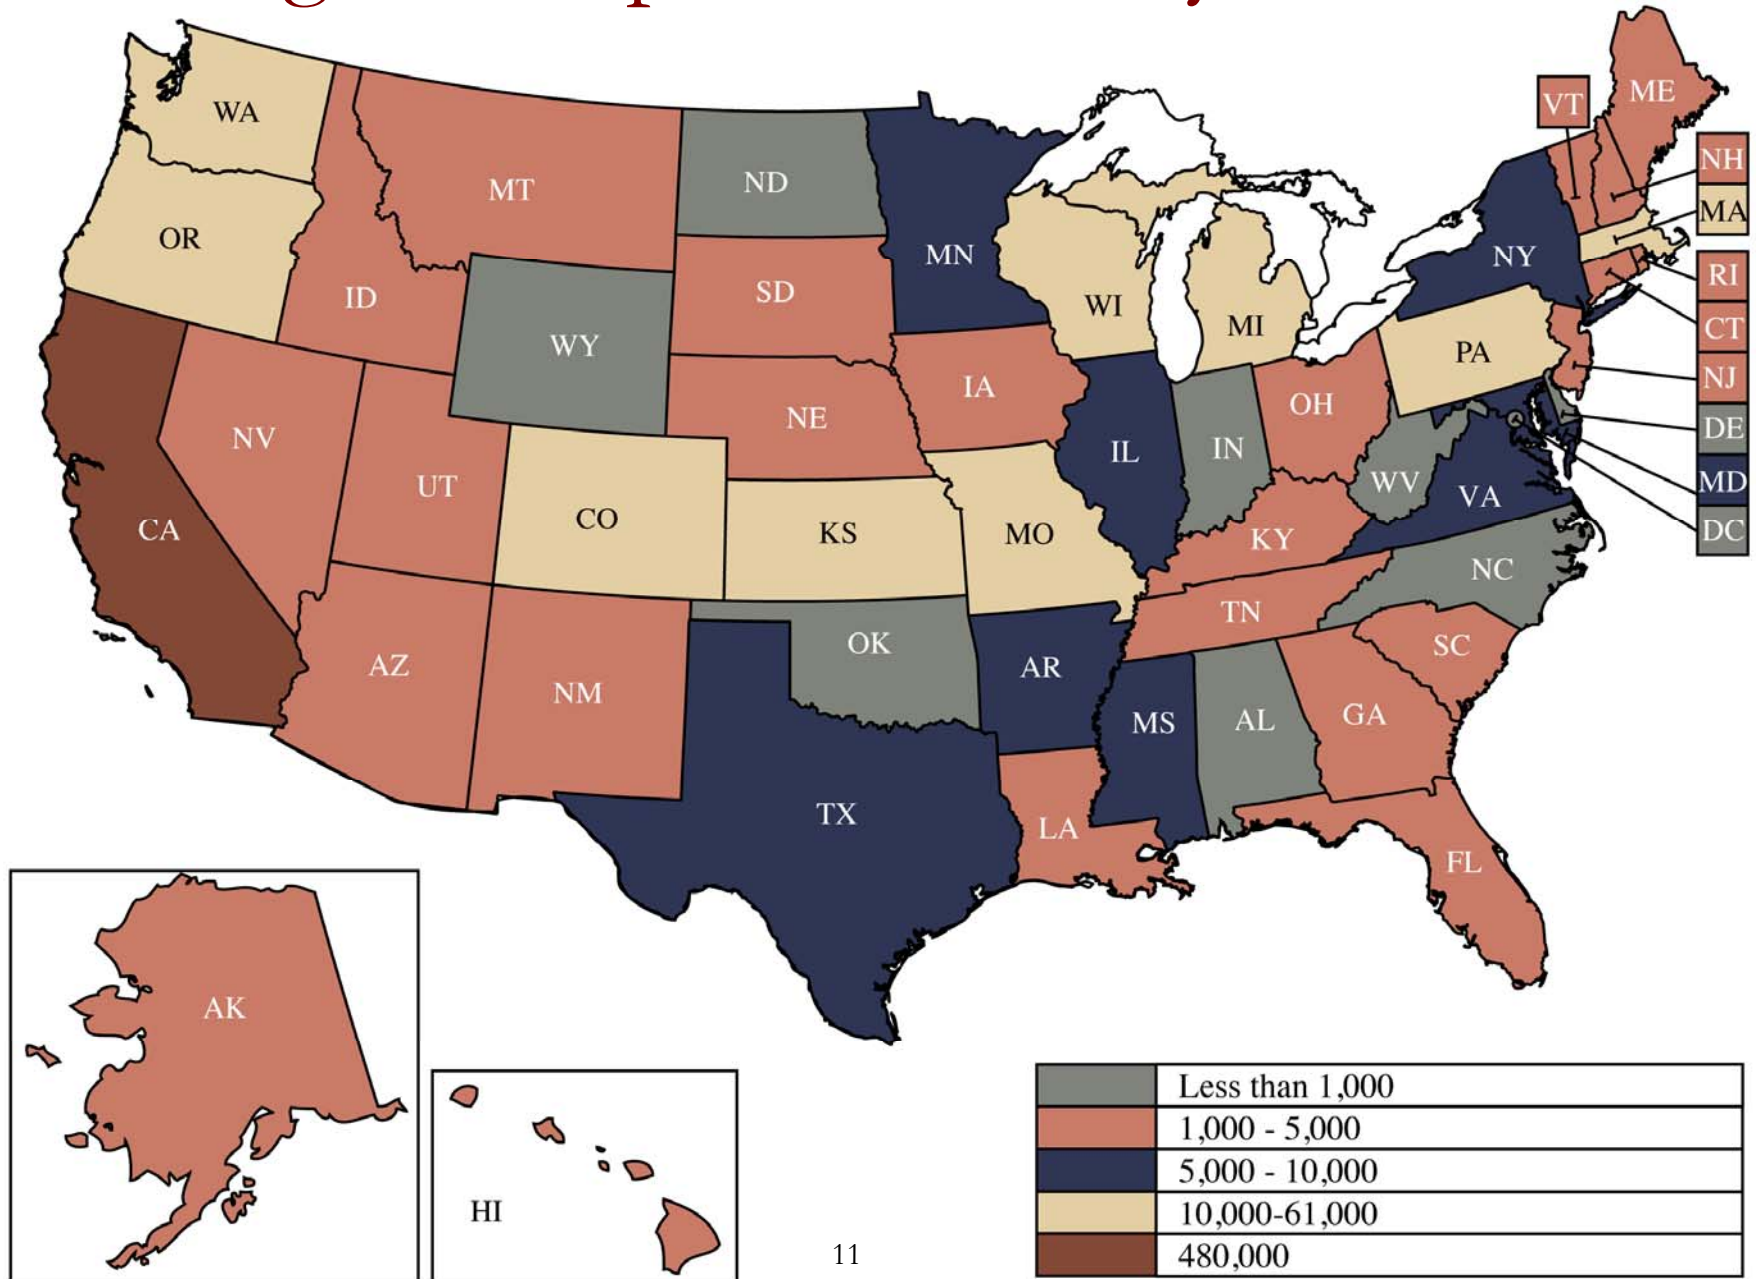 WA
OR
CA
ID
NV
MT
WY
UT
AZ
CO
NM
ND
SD
NE
KS
OK
TX
MN
IA
MO
AR
LA
WI
IL
MI
IN
OH
KY
TN
MS
AL
GA
FL
SC
NC
VA
WV
PA
NY
VT
ME
NH
MA
RI
CT
NJ
DE
MD
DC
AK
HI
Less than 1,000
1,000 - 5,000
5,000 - 10,000
10,000-61,000
480,000
11